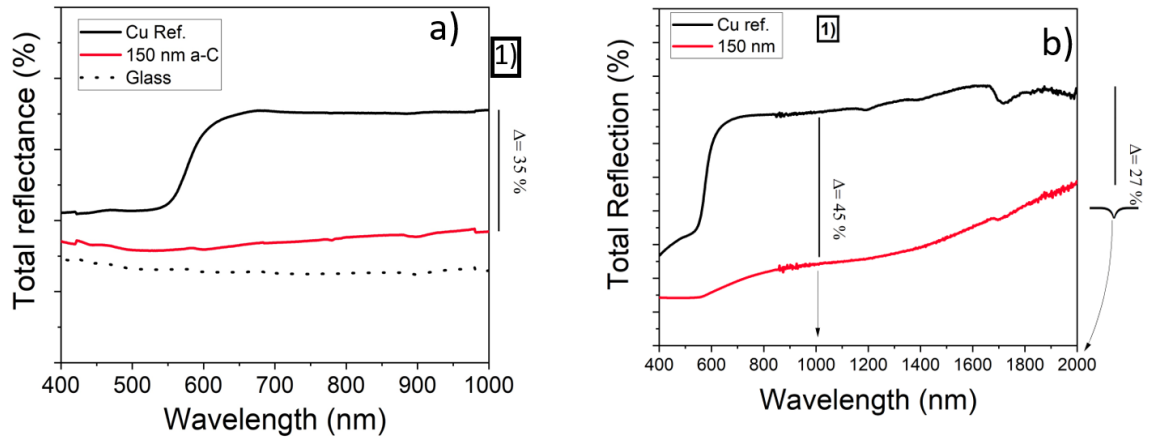 Cu Ref.
150 nm a-C
Glass
a)
1)
Total reflectance (%)
Δ= 35 %
400 500 600 700 800 900 1000
Wavelength (nm)
Cu ref.
150 nm
1)
b)
Total Reflection (%)
Δ= 45 %
Δ= 27 %
400 600 800 1000 1200 1400 1600 1800 2000
Wavelength (nm)